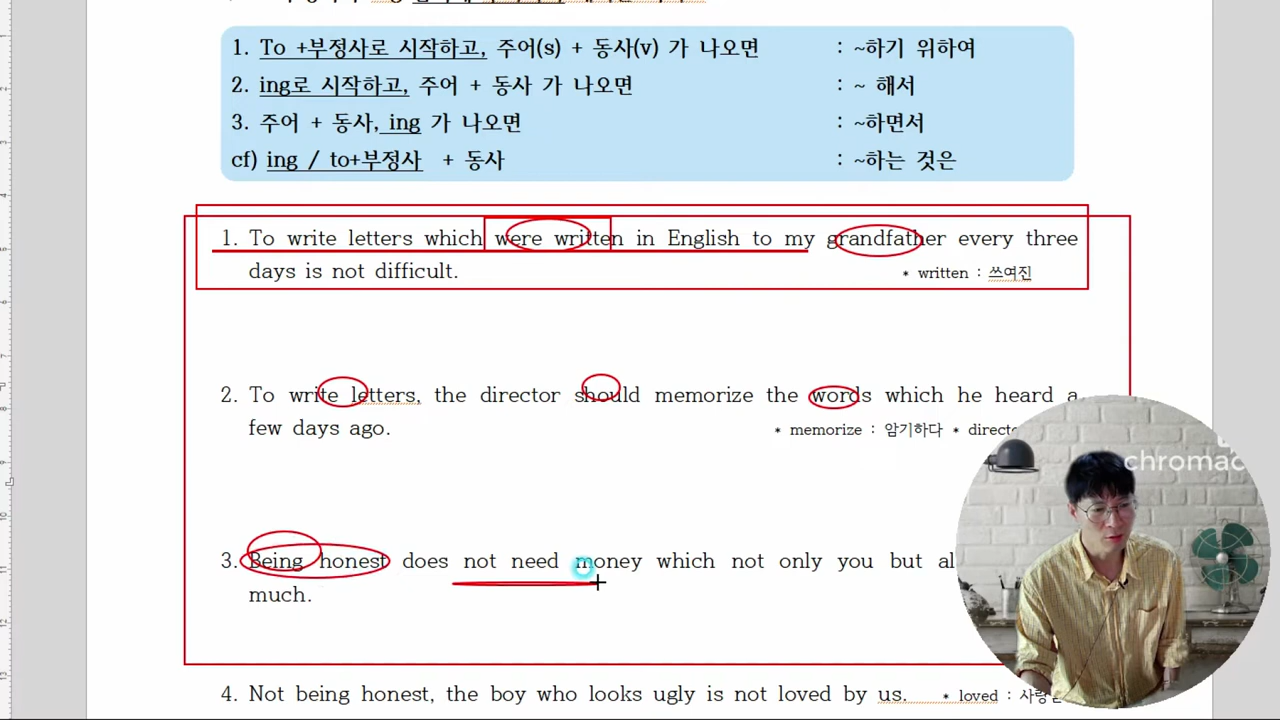 1. To +부정사로 시작하고, 주어(s) + 동사(v) 가 나오면 : ~하기 위하여
2. ing로 시작하고, 주어 + 동사 가 나오면 : ~ 해서
3. 주어 + 동사, ing 가 나오면 : ~하면서
cf) ing / to+부정사 + 동사 : ~하는 것은
1. To write letters which were written in English to my grandfather every three
days is not difficult. * written : 쓰여진
2. To write letters, the director should memorize the words which he heard a
few days ago. * memorize : 암기하다 *
3. Being honest does not need money which not only you but
much.
4. Not being honest, the boy who looks ugly is not loved by us. * loved :